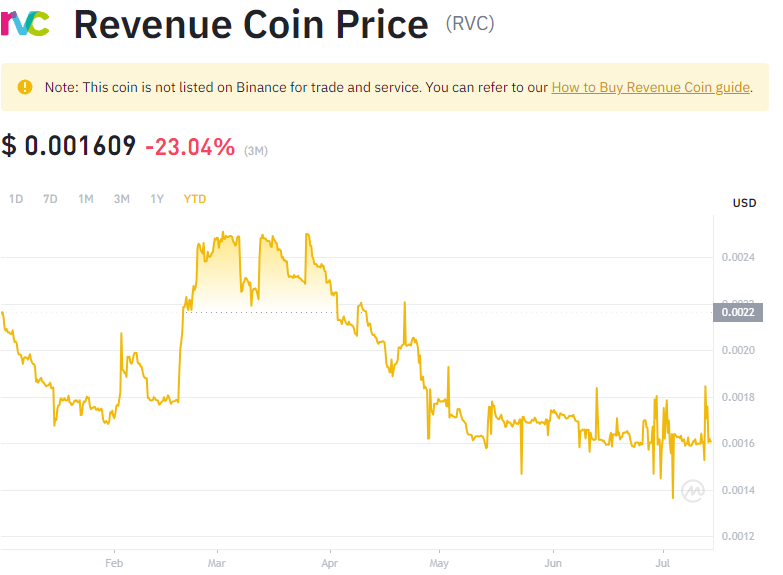 rvc Revenue Coin Price (RVC)
Note: This coin is not listed on Binance for trade and service. You can refer to our How to Buy Revenue Coin guide.
$ 0.001609 -23.04% (3M)
1D 7D 1M 3M 1Y YTD
USD
0.0024
0.0022
0.0020
0.0018
0.0016
0.0014
0.0012
Feb Mar Apr May Jun Jul